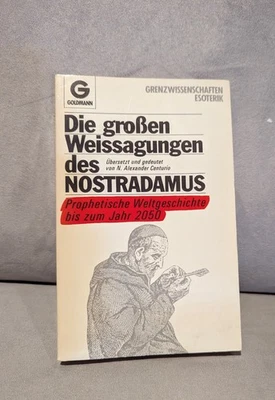 G
GOLDMANN
GRENZWISSENSCHAFTEN
ESOTERIK
Die großen
Weissagungen
des
Übersetzt und gedeutet
von N. Alexander Centurio
NOSTRADAMUS
Prophetische Weltgeschichte
bis zum Jahr 2050